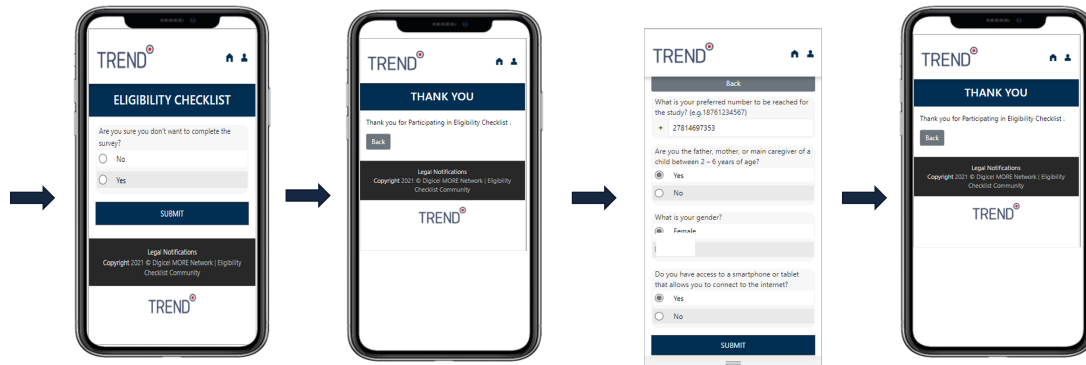 TREND
ELIGIBILITY CHECKLIST
Are you sure you don't want to complete the
survey?
No
Yes
SUBMIT
Legal Notifications
Copyright 2021 © Digicel MORE Network | Eligibility
Checklist Community
TREND
TREND
THANK YOU
Thank you for Participating in Eligibility Checklist .
Back
Legal Notifications
Copyright 2021 © Digicel MORE Network | Eligibility
Checklist Community
TREND
TREND
Back
What is your preferred number to be reached for
the study? (e.g.18761234567)
+ 27814697353
Are you the father, mother, or main caregiver of a
child between 2 – 6 years of age?
Yes
No
What is your gender?
Female
Do you have access to a smartphone or tablet
that allows you to connect to the internet?
Yes
No
SUBMIT
TREND
THANK YOU
Thank you for Participating in Eligibility Checklist .
Back
Legal Notifications
Copyright 2021 © Digicel MORE Network | Eligibility
Checklist Community
TREND